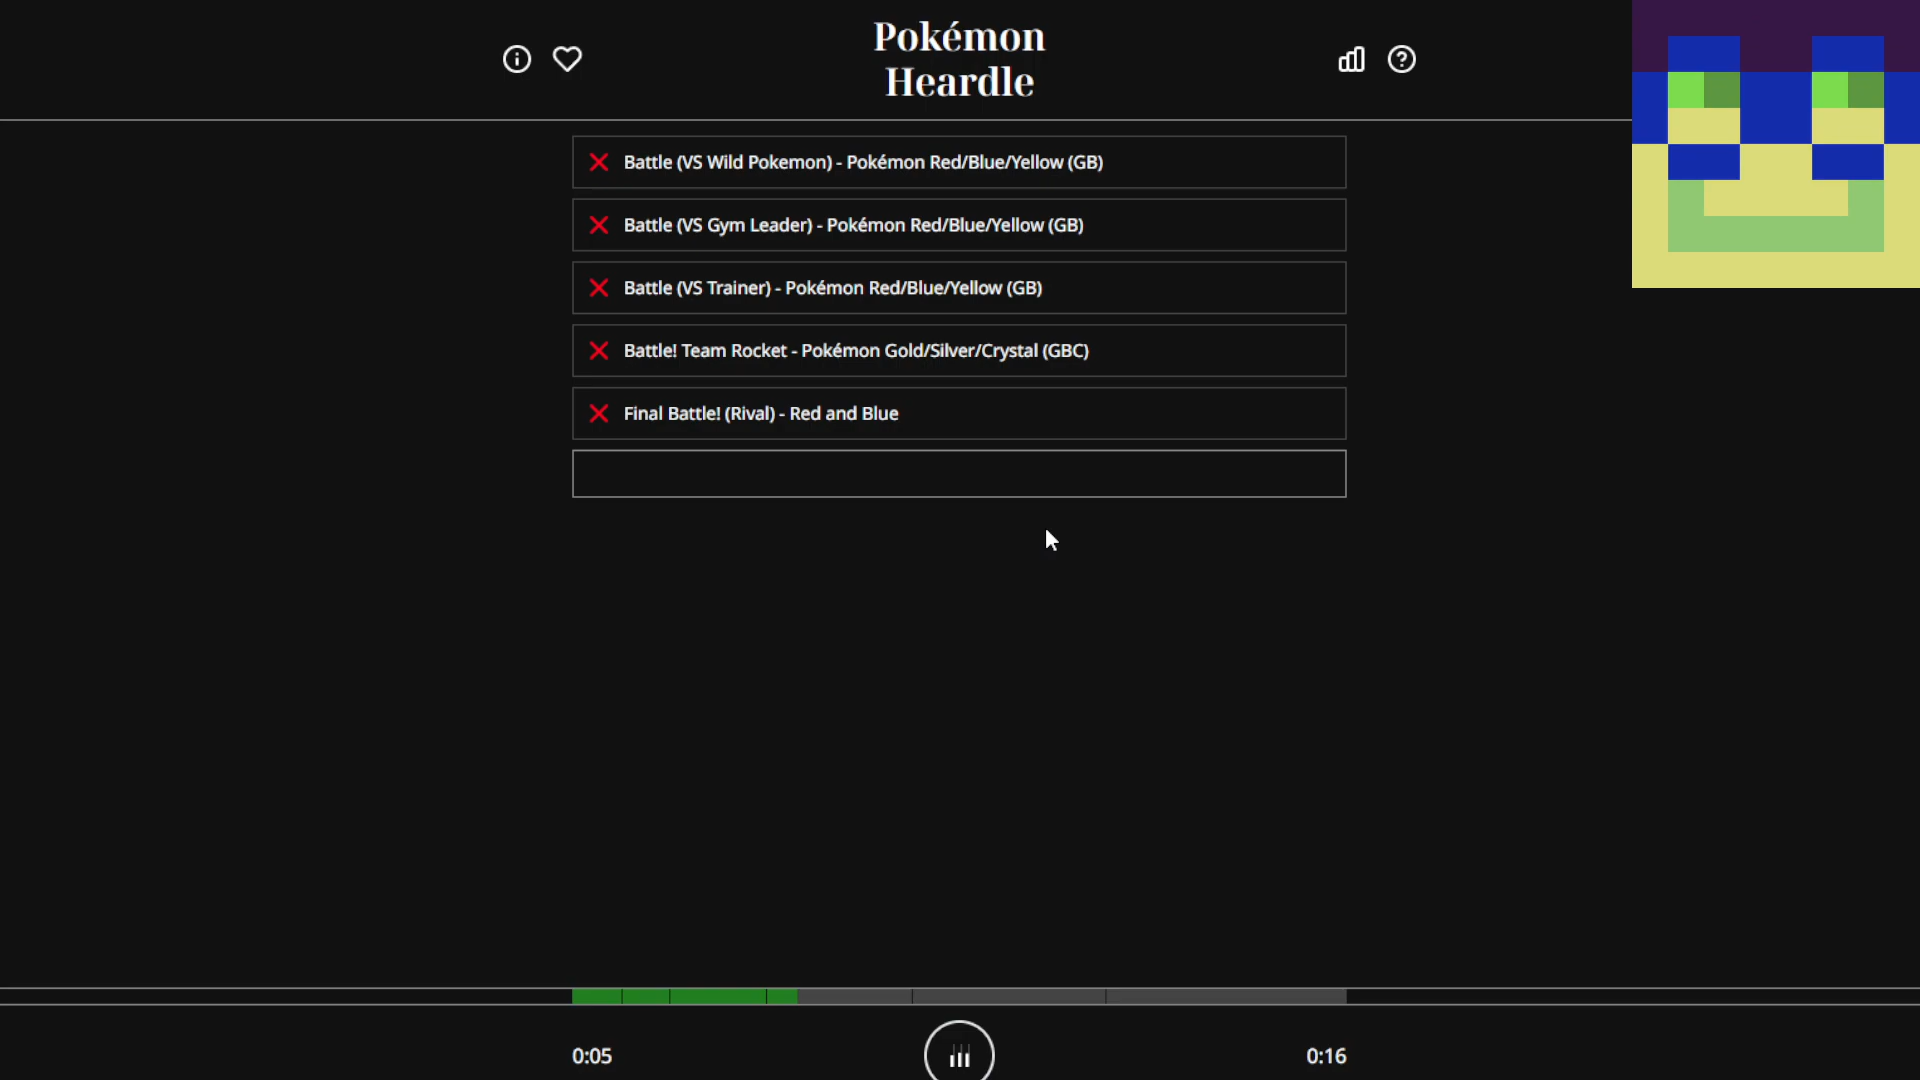 Pokémon
Heardle
Battle (VS Wild Pokemon) - Pokémon Red/Blue/Yellow (GB)
Battle (VS Gym Leader) - Pokémon Red/Blue/Yellow (GB)
Battle (VS Trainer) - Pokémon Red/Blue/Yellow (GB)
Battle! Team Rocket - Pokémon Gold/Silver/Crystal (GBC)
Final Battle! (Rival) - Red and Blue
0:05
0:16